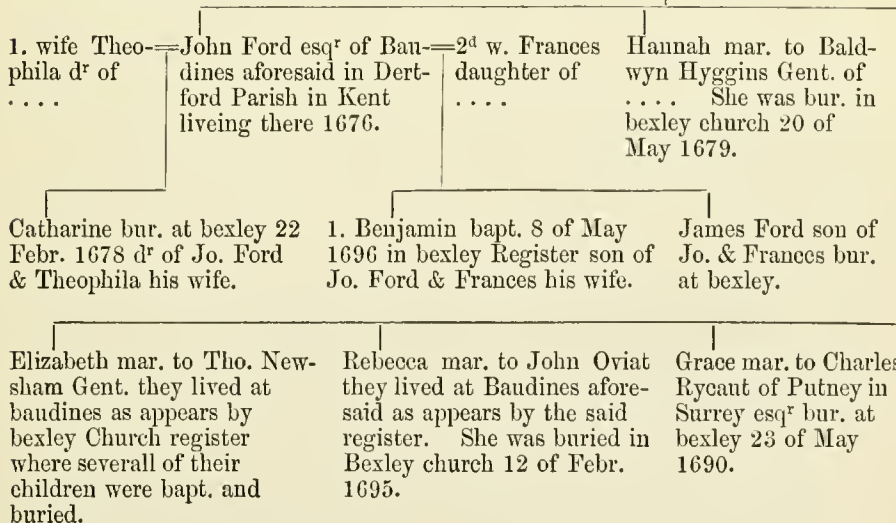 1. wife Theo-
phila dʳ of
. . . .
John Ford esqʳ of Bau-
dines aforesaid in Dert-
ford Parish in Kent
liveing there 1676.
2ᵈ w. Frances
daughter of
. . . .
Hannah mar. to Bald-
wyn Hyggins Gent. of
. . . . She was bur. in
bexley church 20 of
May 1679.
Catharine bur. at bexley 22
Febr. 1678 dʳ of Jo. Ford
& Theophila his wife.
1. Benjamin bapt. 8 of May
1696 in bexley Register son of
Jo. Ford & Frances his wife.
James Ford son of
Jo. & Frances bur.
at bexley.
Elizabeth mar. to Tho. New-
sham Gent. they lived at
baudines as appears by
bexley Church register
where severall of their
children were bapt. and
buried.
Rebecca mar. to John Oviat
they lived at Baudines afore-
said as appears by the said
register. She was buried in
Bexley church 12 of Febr.
1695.
Grace mar. to Charles
Rycaut of Putney in
Surrey esqʳ bur. at
bexley 23 of May
1690.